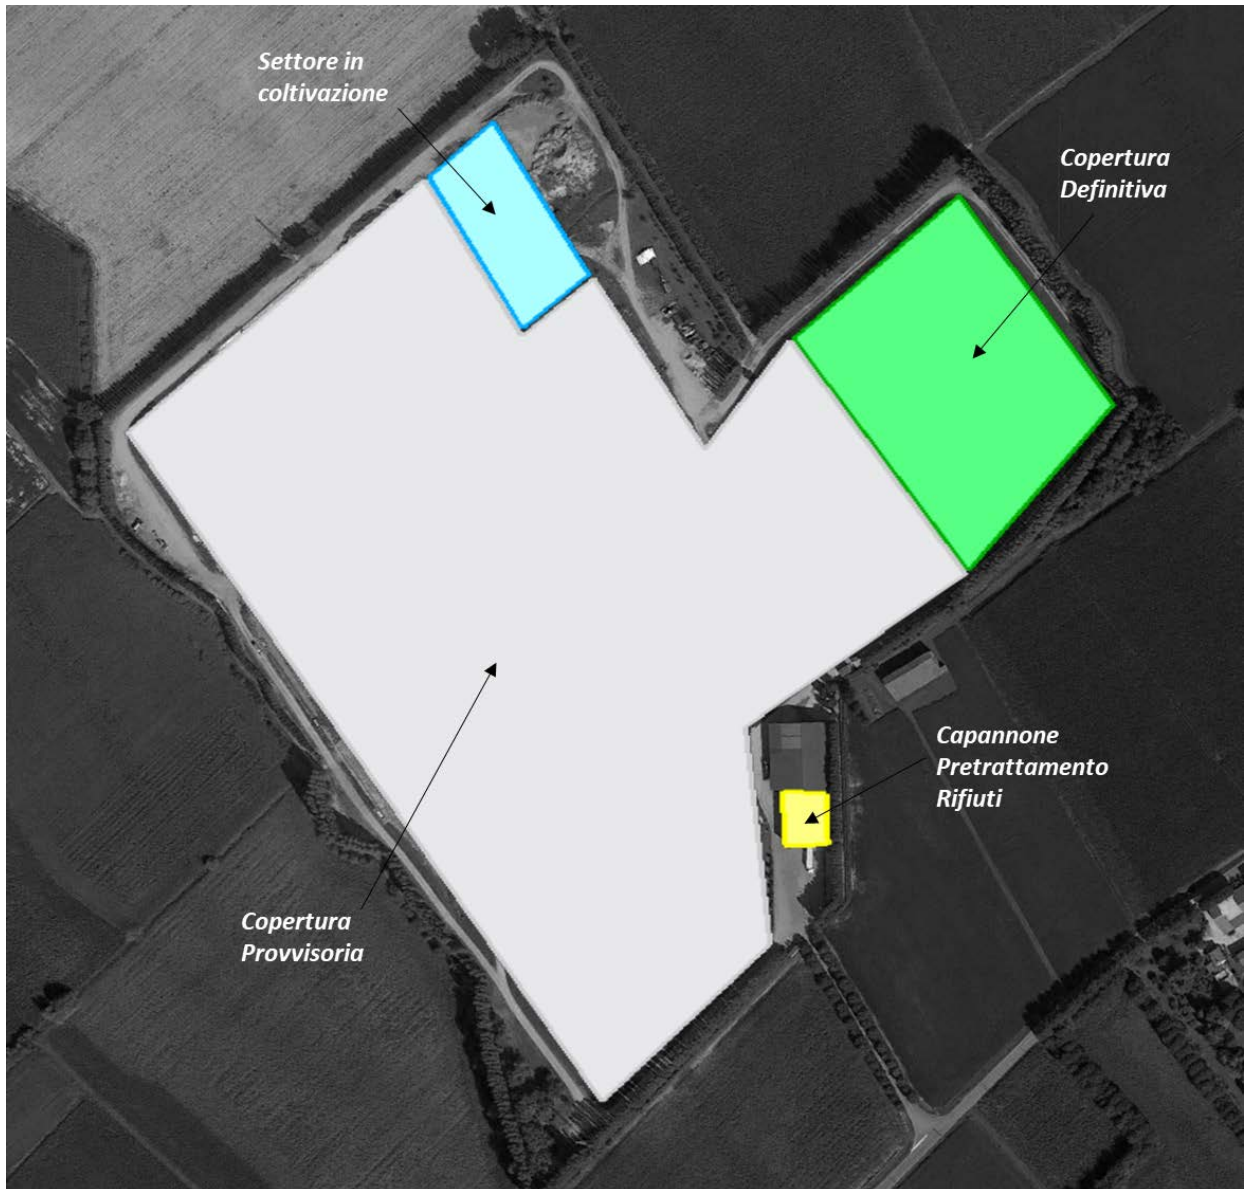 Settore in
coltivazione
Copertura
Definitiva
Capannone
Pretrattamento
Rifiuti
Copertura
Provvisoria